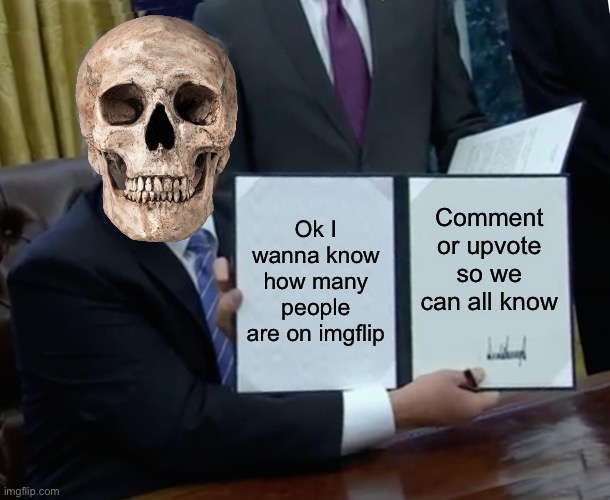 Ok I
wanna know
how many
people
are on imgflip
Comment
or upvote
so we
can all know
imgflip.com